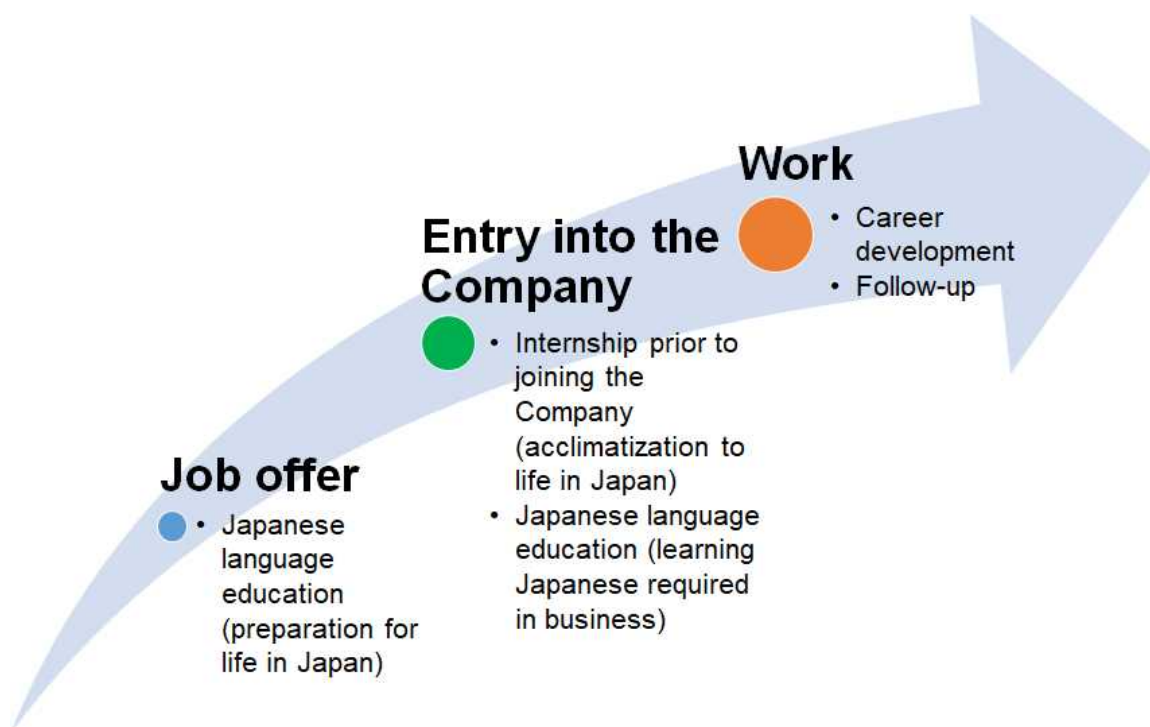 Job offer
• Japanese
language
education
(preparation for
life in Japan)
Entry into the
Company
• Internship prior to
joining the
Company
(acclimatization to
life in Japan)
• Japanese language
education (learning
Japanese required
in business)
Work
• Career
development
• Follow-up